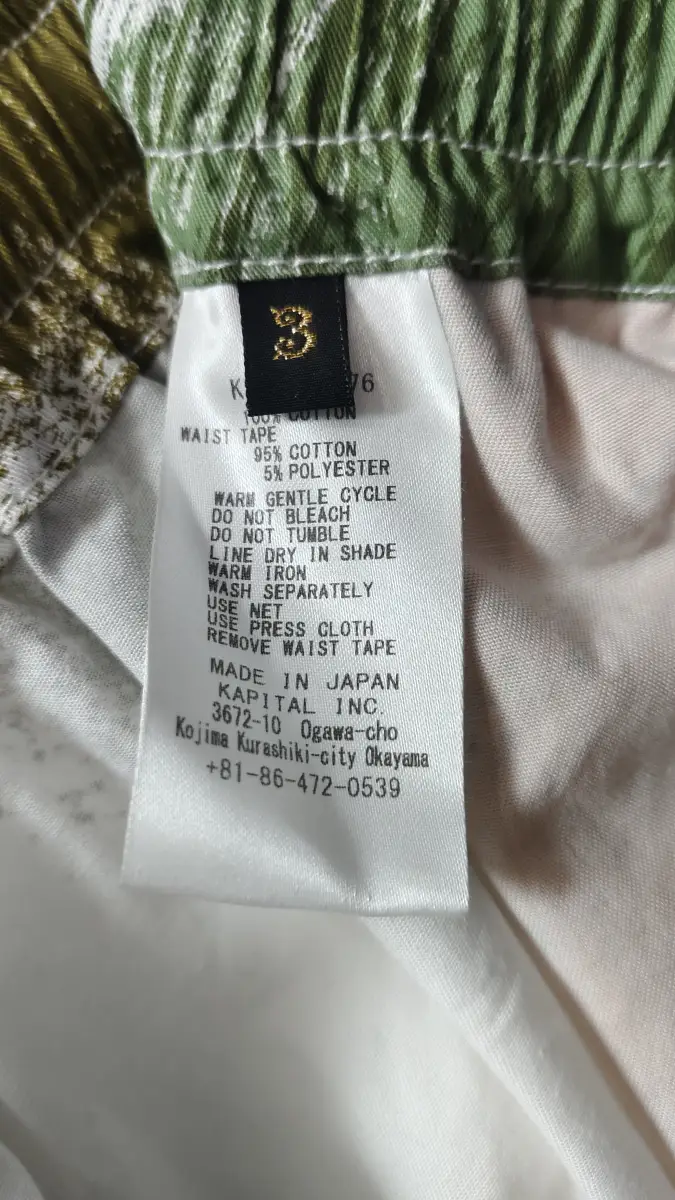 3
K 76
100% COTTON
WAIST TAPE
95% COTTON
5% POLYESTER
WARM GENTLE CYCLE
DO NOT BLEACH
DO NOT TUMBLE
LINE DRY IN SHADE
WARM IRON
WASH SEPARATELY
USE NET
USE PRESS CLOTH
REMOVE WAIST TAPE
MADE IN JAPAN
KAPITAL INC.
3672-10 Ogawa-cho
Kojima Kurashiki-city Okayama
+81-86-472-0539